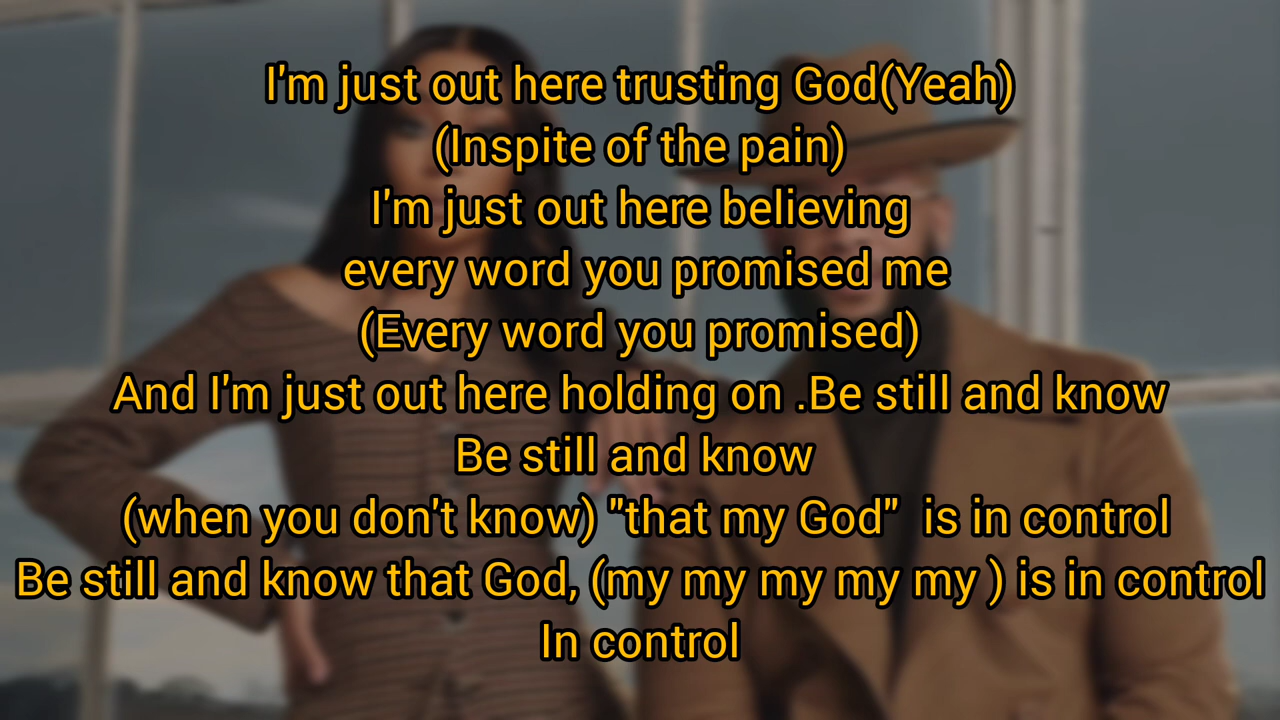 I'm just out here trusting God(Yeah)
(Inspite of the pain)
I'm just out here believing
every word you promised me
(Every word you promised)
And I'm just out here holding on .Be still and know
Be still and know
(when you don't know) "that my God"  is in control
Be still and know that God, (my my my my my ) is in control
In control